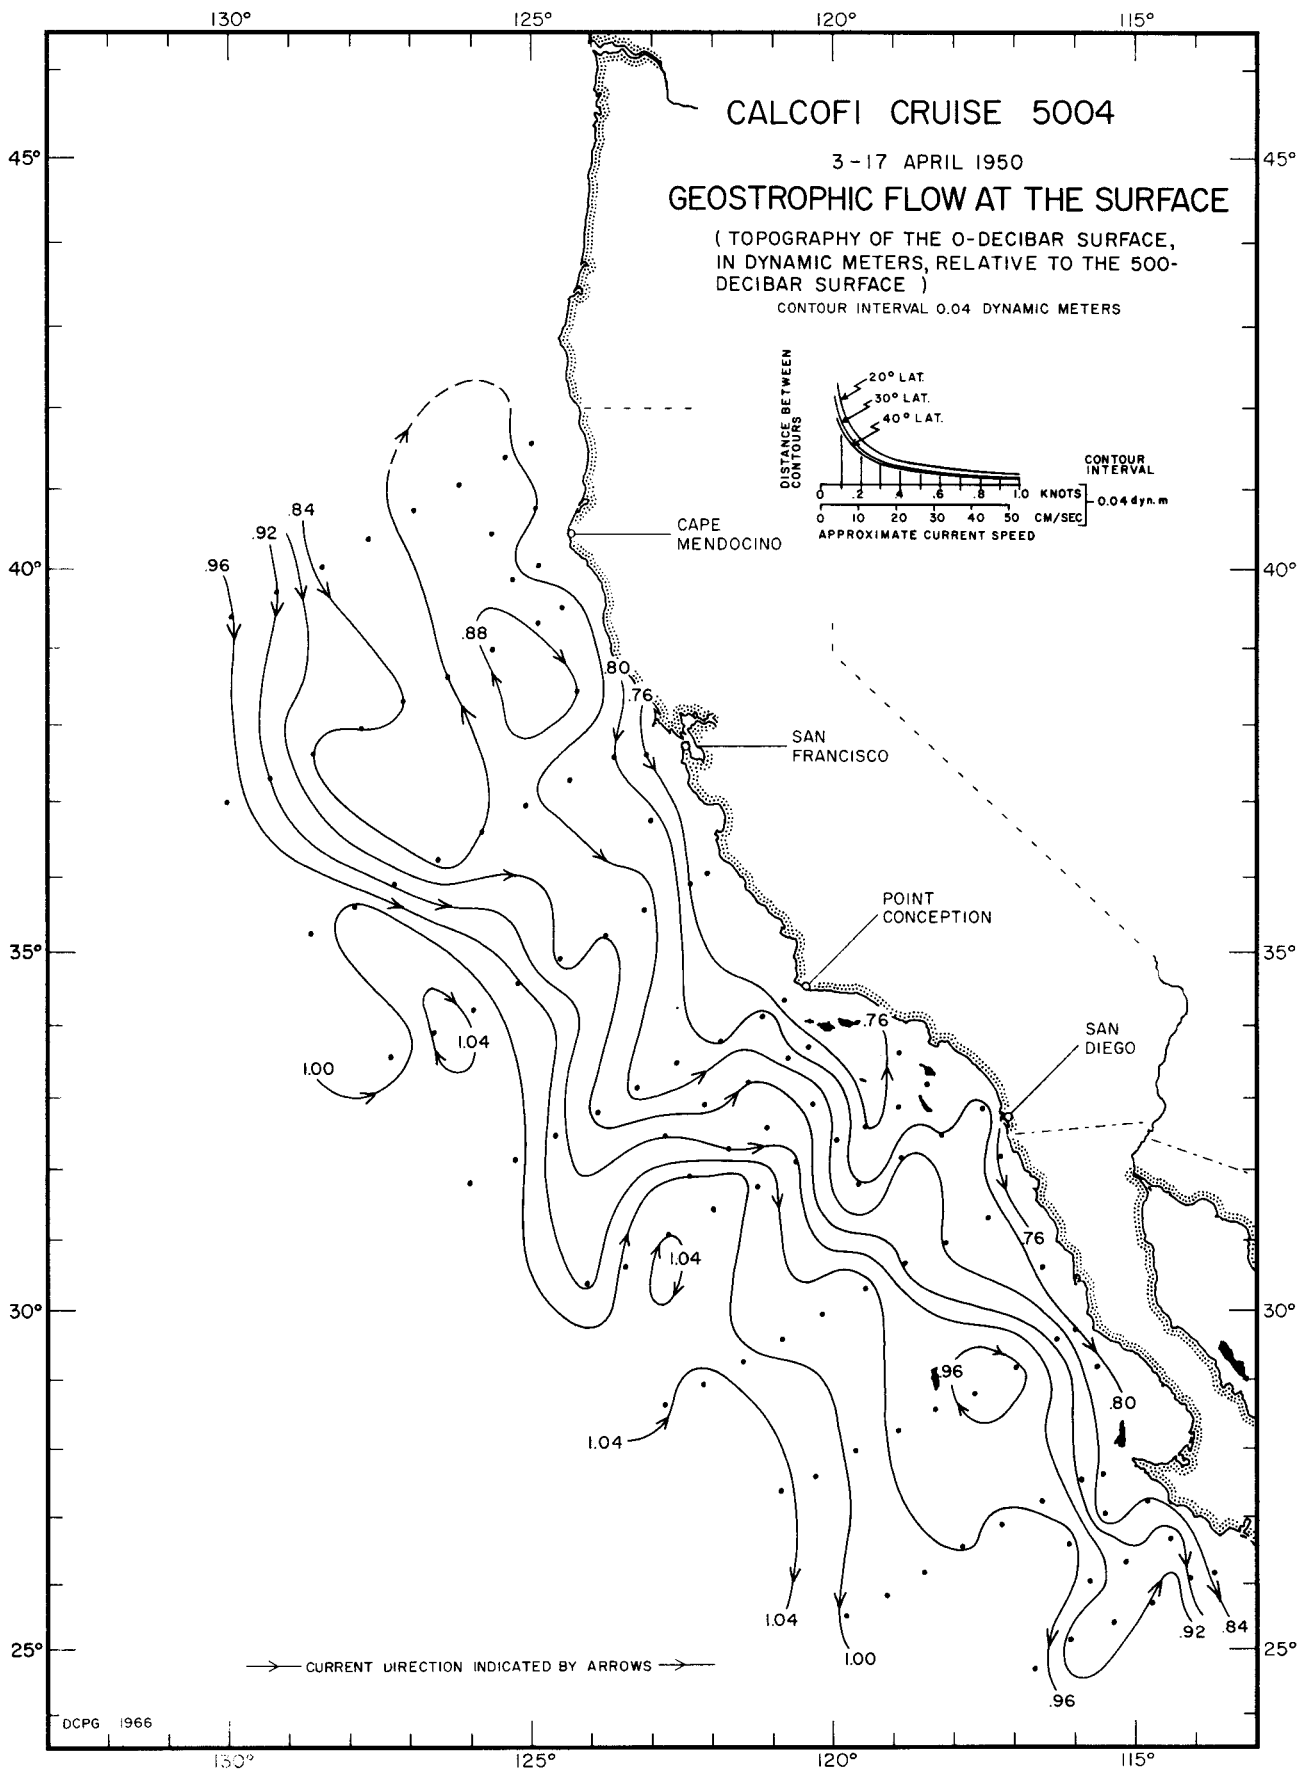 130° 125° 120° 115°
CALCOFI CRUISE 5004
45° 45°
3-17 APRIL 1950
GEOSTROPHIC FLOW AT THE SURFACE
( TOPOGRAPHY OF THE 0-DECIBAR SURFACE,
IN DYNAMIC METERS, RELATIVE TO THE 500-
DECIBAR SURFACE )
CONTOUR INTERVAL 0.04 DYNAMIC METERS
DISTANCE BETWEEN
CONTOURS
20° LAT.
30° LAT.
40° LAT.
CONTOUR
INTERVAL
0 .2 .4 .6 .8 1.0 KNOTS
0.04 dyn. m
0 10 20 30 40 50 CM/SEC
APPROXIMATE CURRENT SPEED
.84
.92
CAPE
MENDOCINO
.96
40° 40°
.88
.80
.76
SAN
FRANCISCO
POINT
CONCEPTION
35° 35°
.76
SAN
DIEGO
1.04
1.00
.76
1.04
30° 30°
.96
.80
1.04
1.04
.84
.92
1.00
25° 25°
CURRENT DIRECTION INDICATED BY ARROWS
.96
DCPG 1966
130° 125° 120° 115°